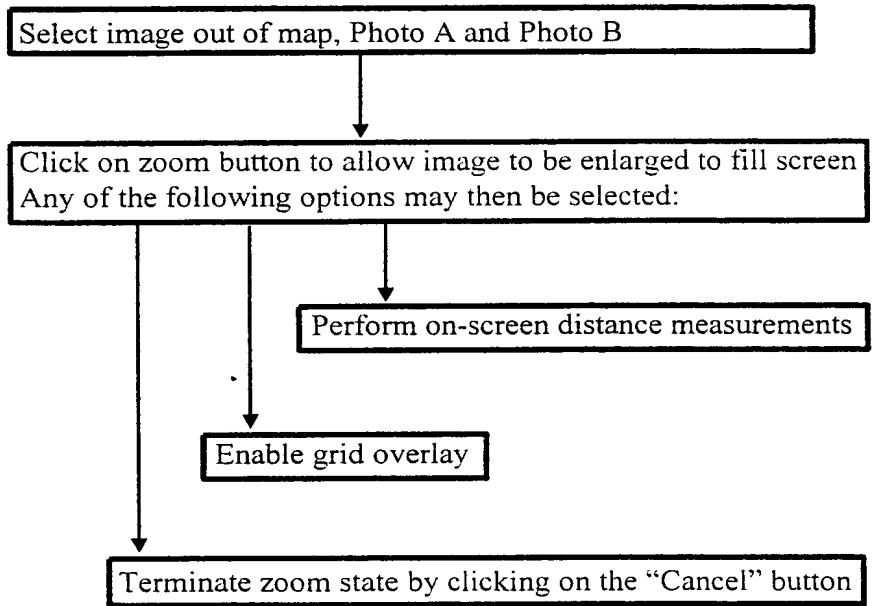 Select image out of map, Photo A and Photo B
Click on zoom button to allow image to be enlarged to fill screen
Any of the following options may then be selected:
Perform on-screen distance measurements
Enable grid overlay
Terminate zoom state by clicking on the “Cancel” button